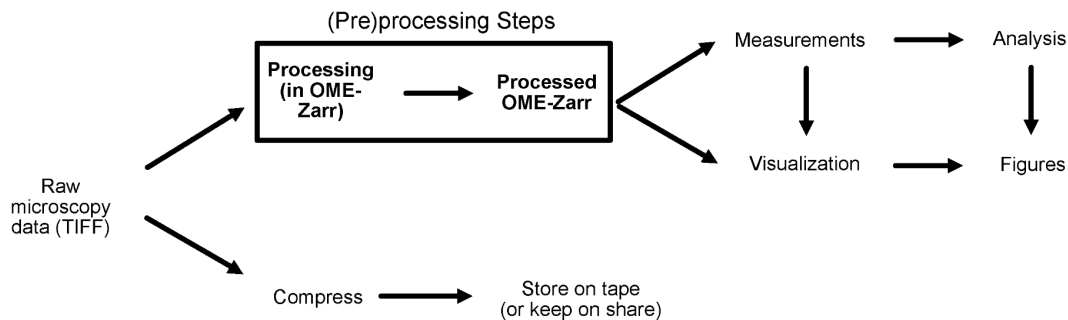 (Pre)processing Steps
Processing
(in OME-
Zarr)
Processed
OME-Zarr
Measurements
Analysis
Visualization
Figures
Raw
microscopy
data (TIFF)
Compress
Store on tape
(or keep on share)